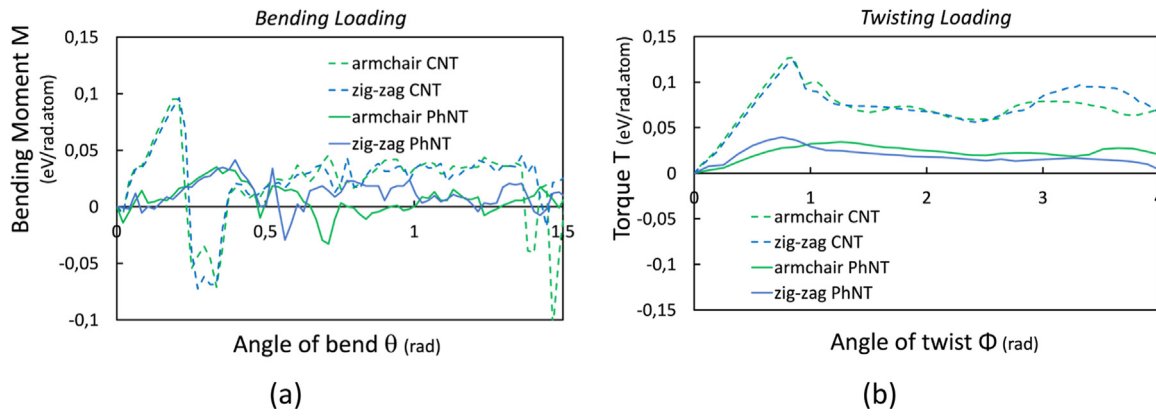 Bending Loading
Bending Moment M
(eV/rad.atom)
0,15
0,1
0,05
0
-0,05
-0,1
armchair CNT
zig-zag CNT
armchair PhNT
zig-zag PhNT
0
0,5
1
1,5
Angle of bend θ (rad)
(a)
Twisting Loading
Torque T (eV/rad.atom)
0,15
0,1
0,05
0
-0,05
-0,1
-0,15
0
1
2
3
4
armchair CNT
zig-zag CNT
armchair PhNT
zig-zag PhNT
Angle of twist Φ (rad)
(b)